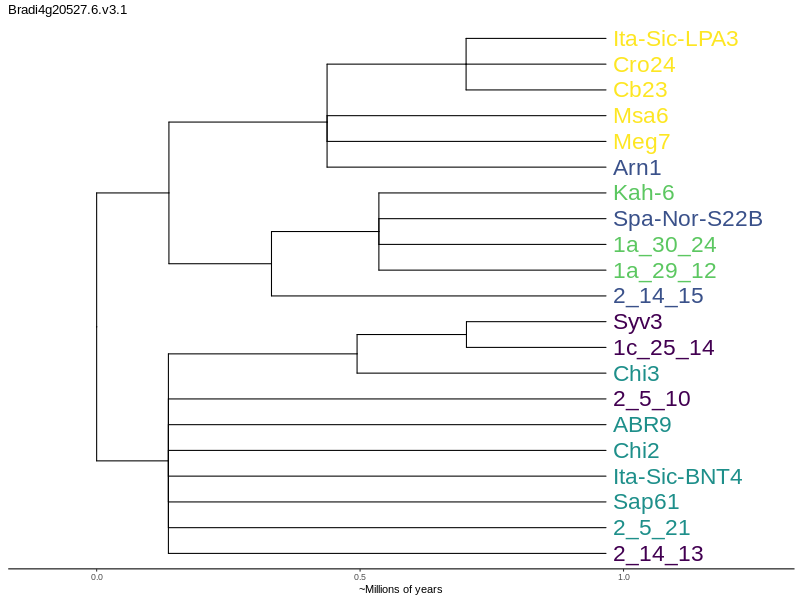 Bradi4g20527.6.v3.1
Ita-Sic-LPA3
Cro24
Cb23
Msa6
Meg7
Arn1
Kah-6
Spa-Nor-S22B
1a_30_24
1a_29_12
2_14_15
Syv3
1c_25_14
Chi3
2_5_10
ABR9
Chi2
Ita-Sic-BNT4
Sap61
2_5_21
2_14_13
0.0 0.5 1.0
~Millions of years